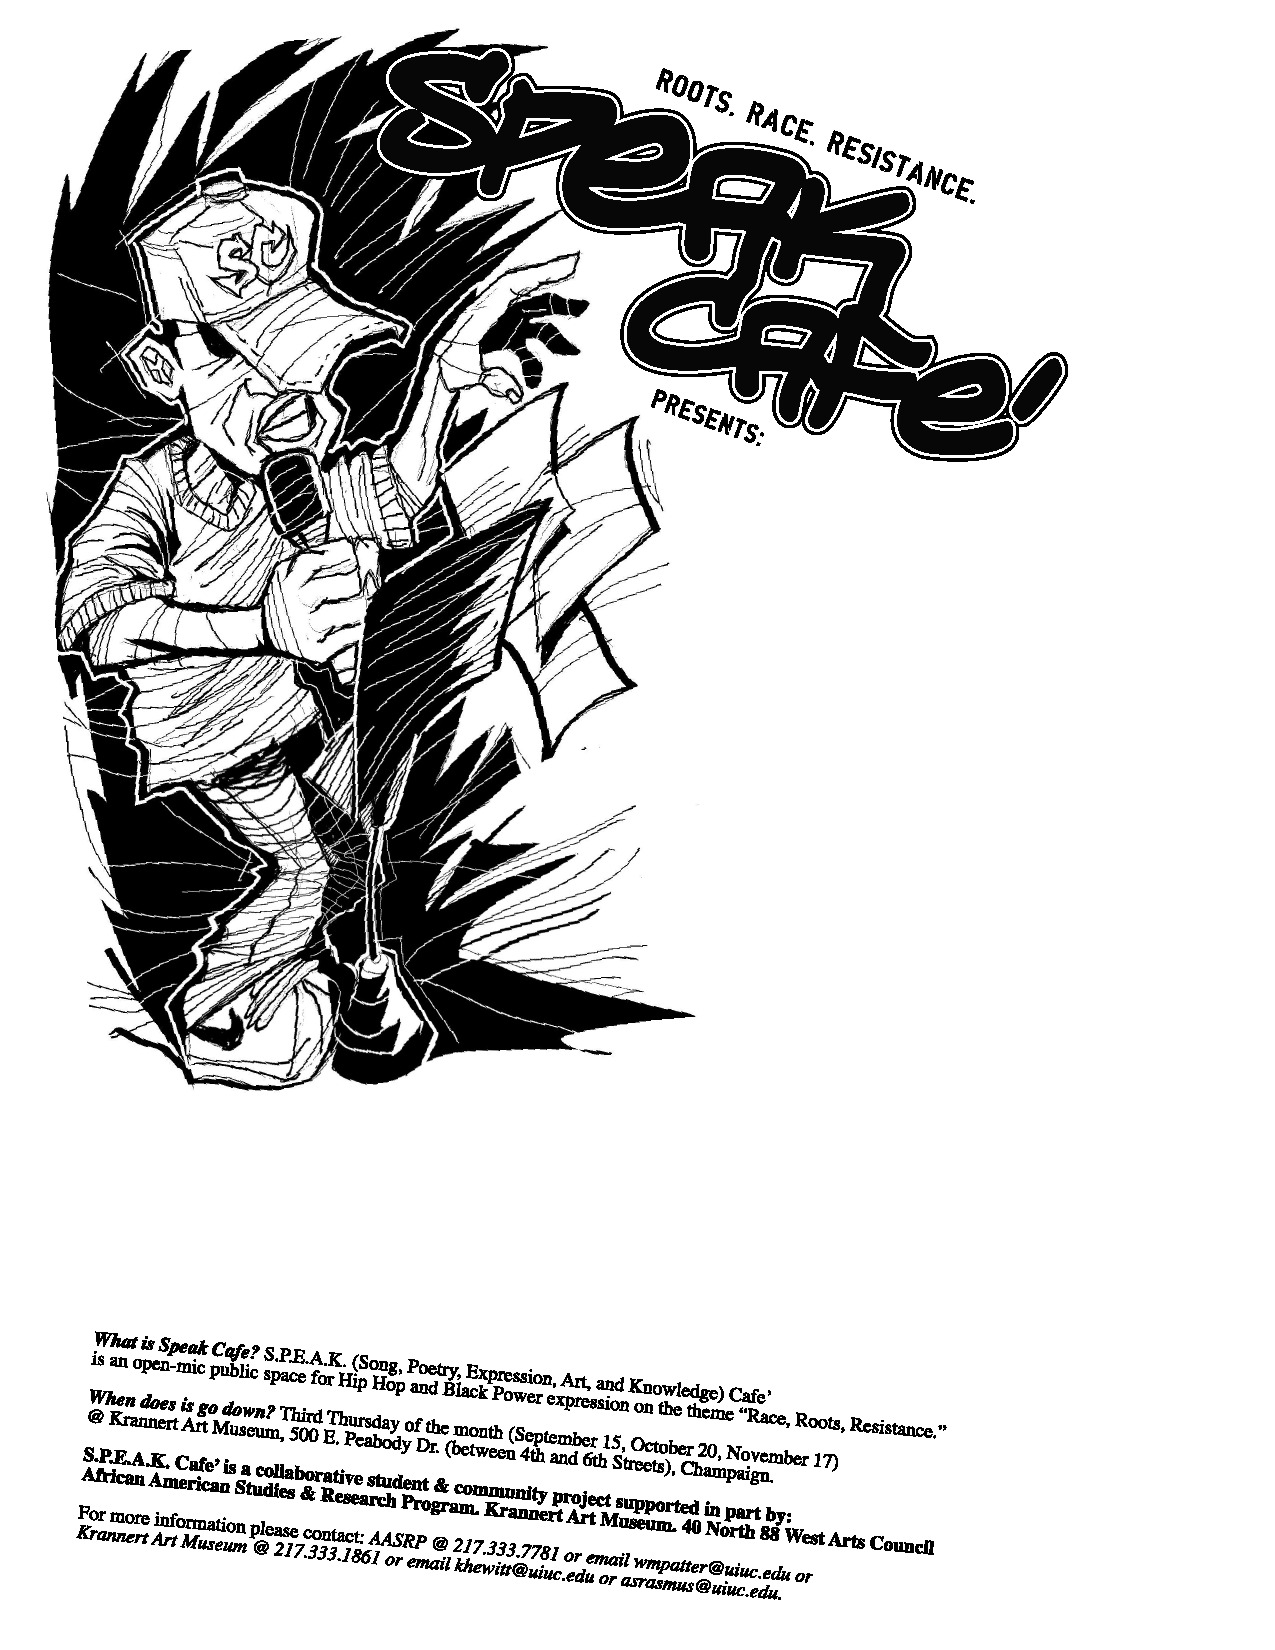 ROOTS. RACE. RESISTANCE.
Speak
Cafe'
PRESENTS:
SC
What is Speak Cafe? S.P.E.A.K. (Song, Poetry, Expression, Art, and Knowledge) Cafe’
is an open-mic public space for Hip Hop and Black Power expression on the theme “Race, Roots, Resistance.”
When does is go down? Third Thursday of the month (September 15, October 20, November 17)
@ Krannert Art Museum, 500 E. Peabody Dr. (between 4th and 6th Streets), Champaign.
S.P.E.A.K. Cafe’ is a collaborative student & community project supported in part by:
African American Studies & Research Program. Krannert Art Museum. 40 North 88 West Arts Council
For more information please contact: AASRP @ 217.333.7781 or email wmpatter@uiuc.edu or
Krannert Art Museum @ 217.333.1861 or email khewitt@uiuc.edu or asrasmus@uiuc.edu.